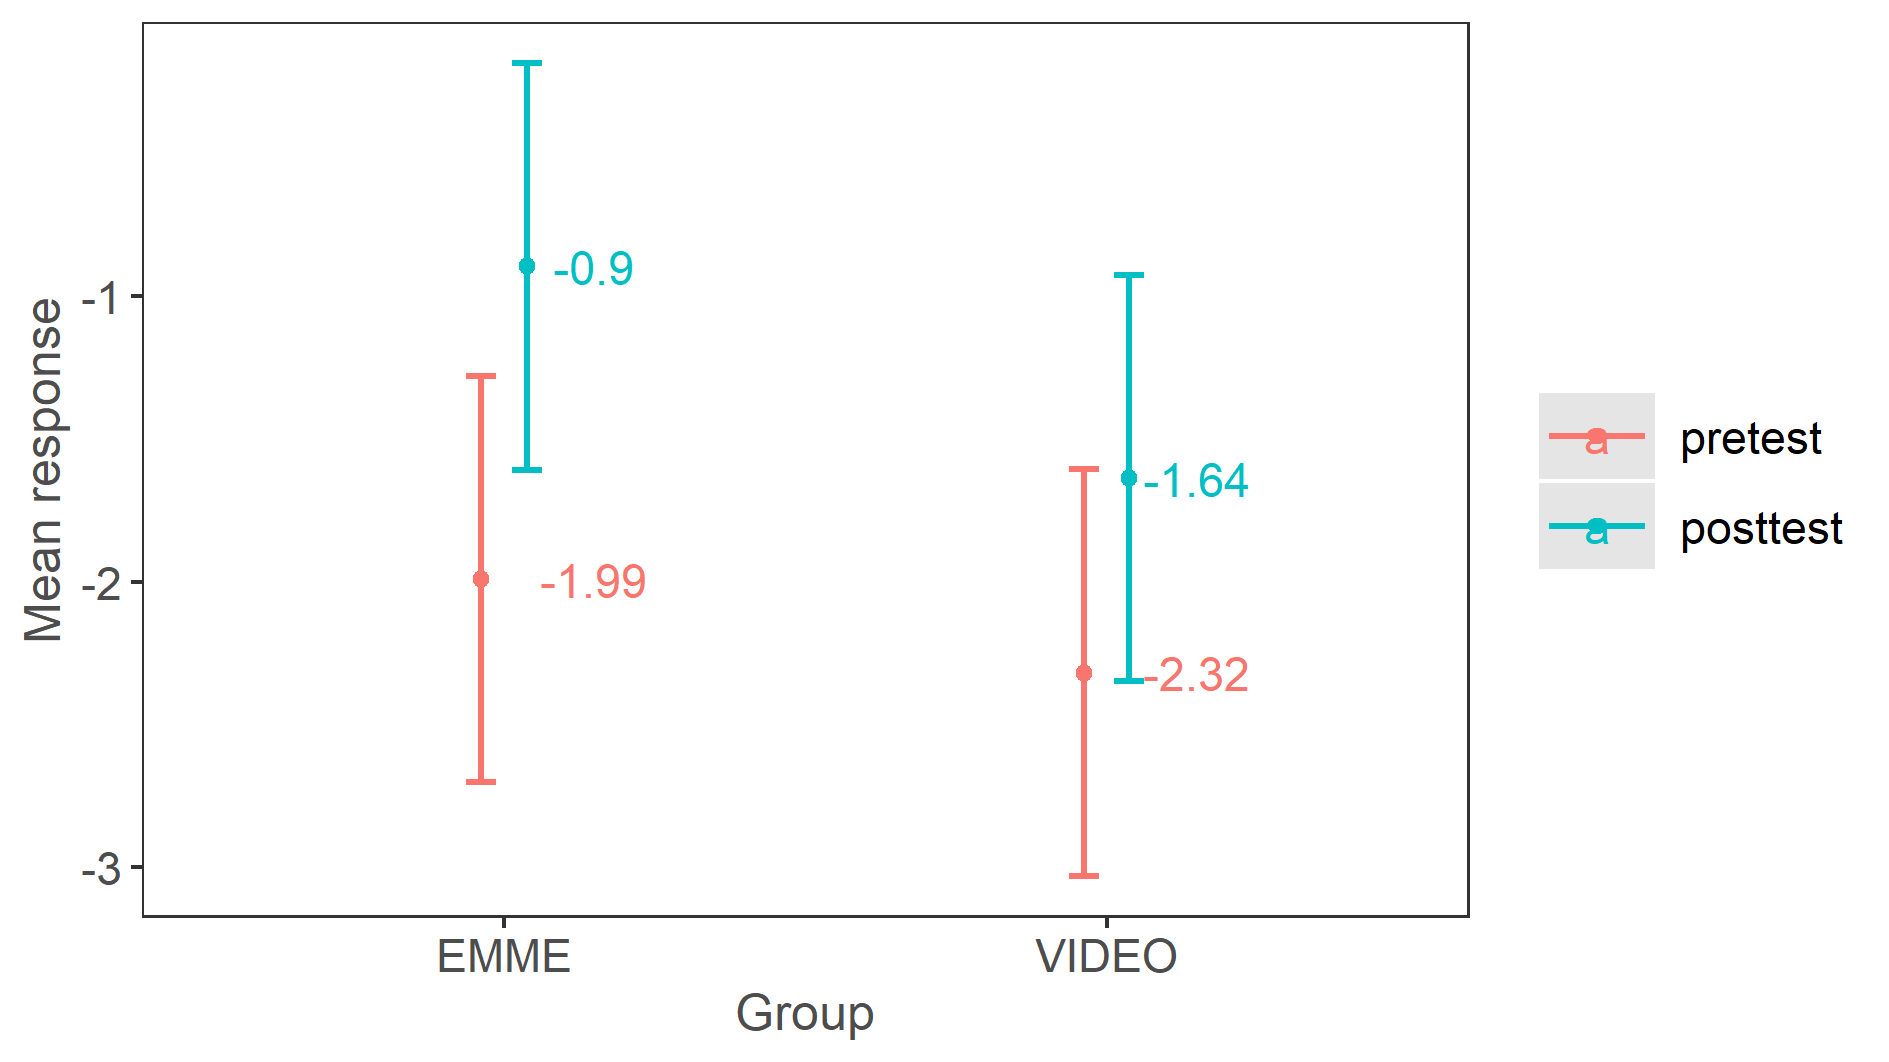 Mean response
-1
-2
-3
-0.9
-1.99
-1.64
-2.32
EMME
VIDEO
Group
a pretest
a posttest